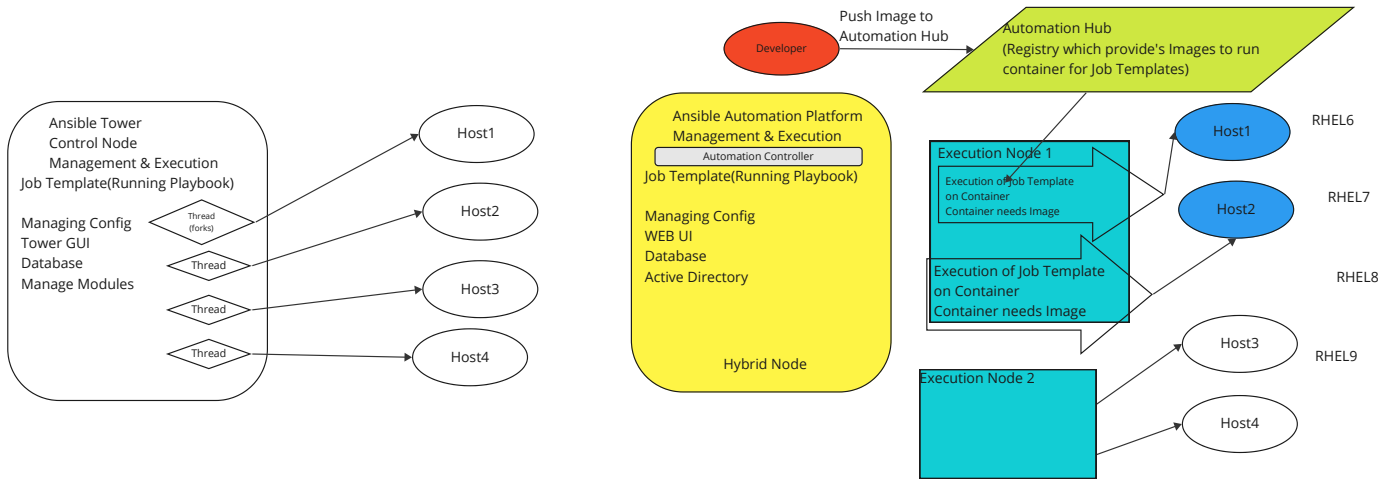 Ansible Tower
Control Node
Management & Execution
Job Template(Running Playbook)
Managing Config
Tower GUI
Database
Manage Modules
Thread
(forks)
Thread
Thread
Thread
Host1
Host2
Host3
Host4
Developer
Push Image to
Automation Hub
Automation Hub
(Registry which provide's Images to run
container for Job Templates)
Ansible Automation Platform
Management & Execution
Automation Controller
Job Template(Running Playbook)
Managing Config
WEB UI
Database
Active Directory
Hybrid Node
Execution Node 1
Execution of Job Template
on Container
Container needs Image
Execution of Job Template
on Container
Container needs Image
Execution Node 2
Host1
Host2
Host3
Host4
RHEL6
RHEL7
RHEL8
RHEL9